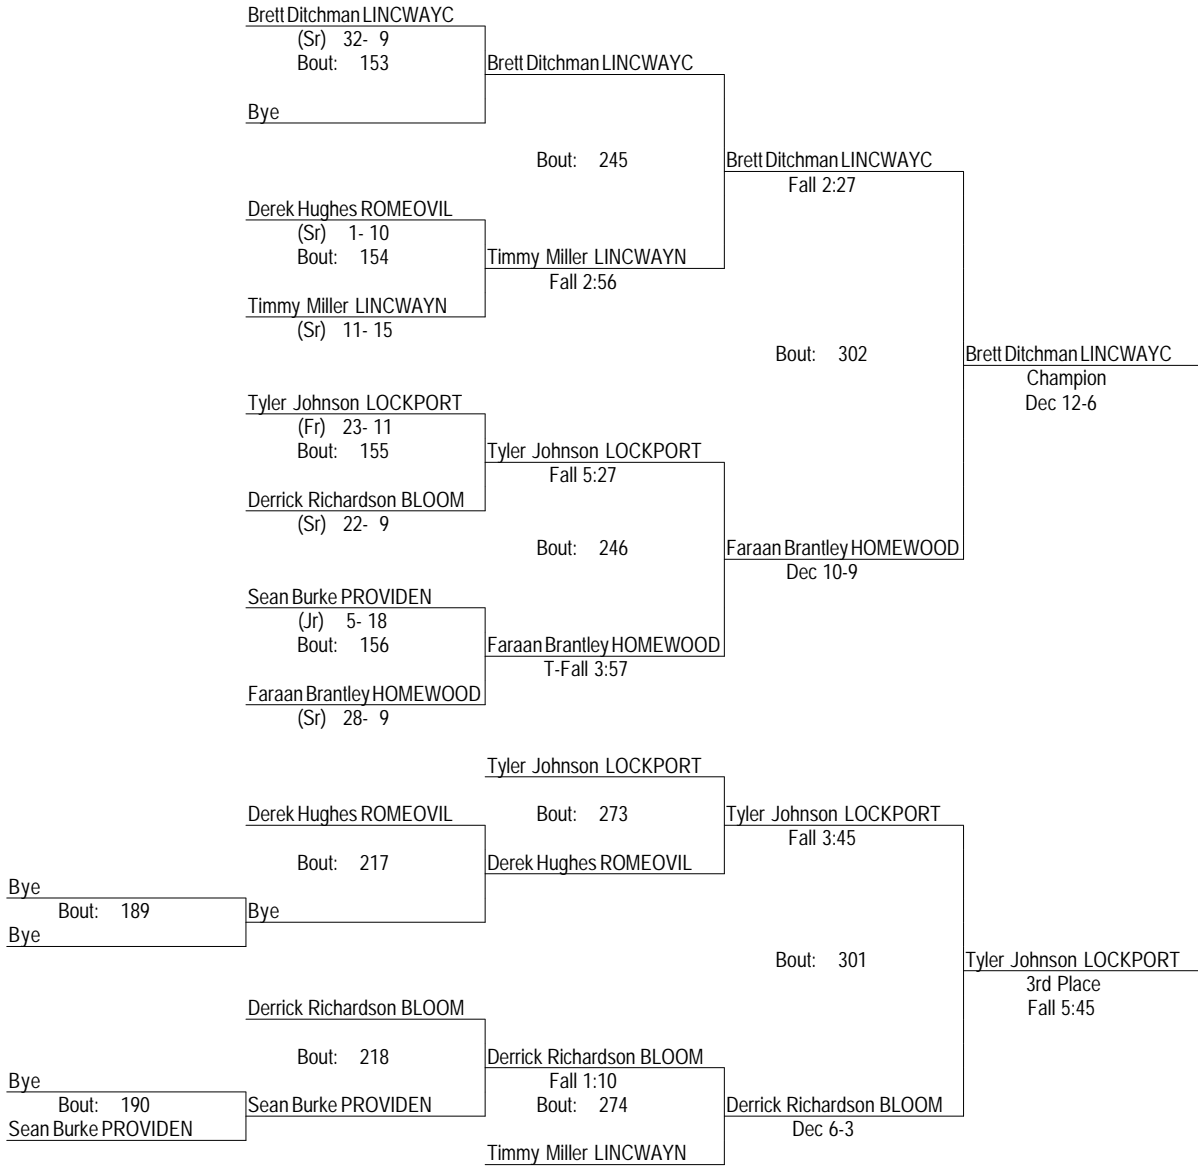 Brett Ditchman LINCWAYC
(Sr) 32- 9
Bout: 153
Brett Ditchman LINCWAYC
Bye
Bout: 245
Brett Ditchman LINCWAYC
Fall 2:27
Derek Hughes ROMEOVIL
(Sr) 1- 10
Bout: 154
Timmy Miller LINCWAYN
Fall 2:56
Timmy Miller LINCWAYN
(Sr) 11- 15
Bout: 302
Brett Ditchman LINCWAYC
Champion
Dec 12-6
Tyler Johnson LOCKPORT
(Fr) 23- 11
Bout: 155
Tyler Johnson LOCKPORT
Fall 5:27
Derrick Richardson BLOOM
(Sr) 22- 9
Bout: 246
Faraan Brantley HOMEWOOD
Dec 10-9
Sean Burke PROVIDEN
(Jr) 5- 18
Bout: 156
Faraan Brantley HOMEWOOD
T-Fall 3:57
Faraan Brantley HOMEWOOD
(Sr) 28- 9
Tyler Johnson LOCKPORT
Derek Hughes ROMEOVIL
Bout: 273
Tyler Johnson LOCKPORT
Fall 3:45
Bout: 217
Derek Hughes ROMEOVIL
Bye
Bout: 189
Bye
Bye
Bout: 301
Tyler Johnson LOCKPORT
3rd Place
Fall 5:45
Derrick Richardson BLOOM
Bout: 218
Derrick Richardson BLOOM
Fall 1:10
Bye
Bout: 190
Sean Burke PROVIDEN
Bout: 274
Derrick Richardson BLOOM
Dec 6-3
Sean Burke PROVIDEN
Timmy Miller LINCWAYN